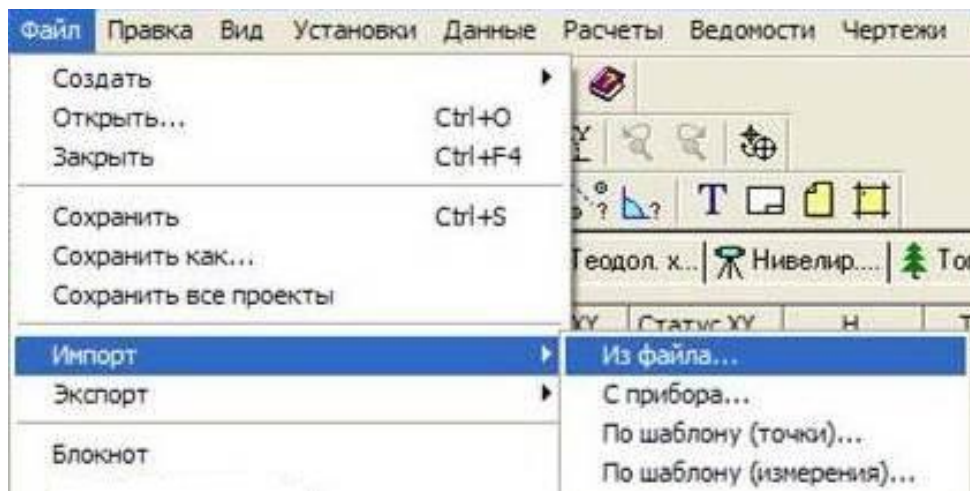 Файл Правка Вид Установки Данные Расчеты Ведомости Чертежи
Создать
Открыть... Ctrl+O
Закрыть Ctrl+F4
Сохранить Ctrl+S
Сохранить как...
Сохранить все проекты
T
Теодол. х... Нивелир....
XY Статус XY H
Импорт
Экспорт
Блокнот
Из файла...
С прибора...
По шаблону (точки)...
По шаблону (измерения)...